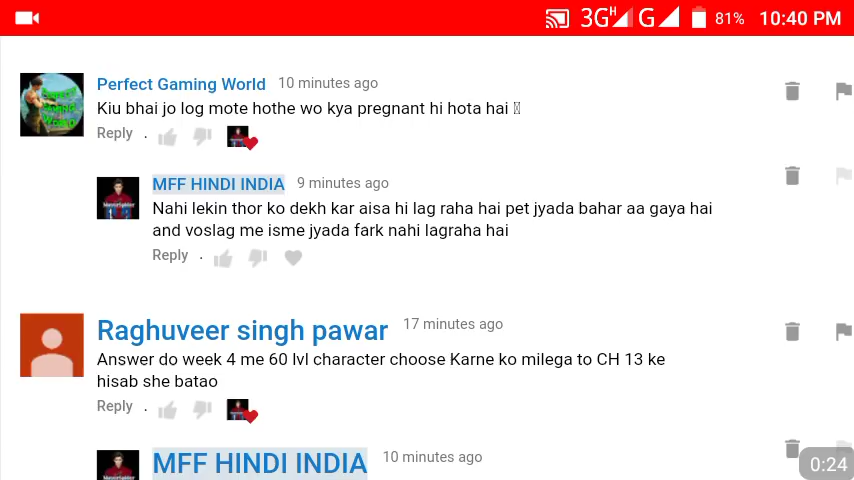 3G H G 81% 10:40 PM
Perfect Gaming World 10 minutes ago
Kiu bhai jo log mote hothe wo kya pregnant hi hota hai
Reply .
MFF HINDI INDIA 9 minutes ago
Nahi lekin thor ko dekh kar aisa hi lag raha hai pet jyada bahar aa gaya hai
and voslag me isme jyada fark nahi lagraha hai
Reply .
Raghuveer singh pawar 17 minutes ago
Answer do week 4 me 60 lvl character choose Karne ko milega to CH 13 ke
hisab she batao
Reply .
MFF HINDI INDIA 10 minutes ago
0:24